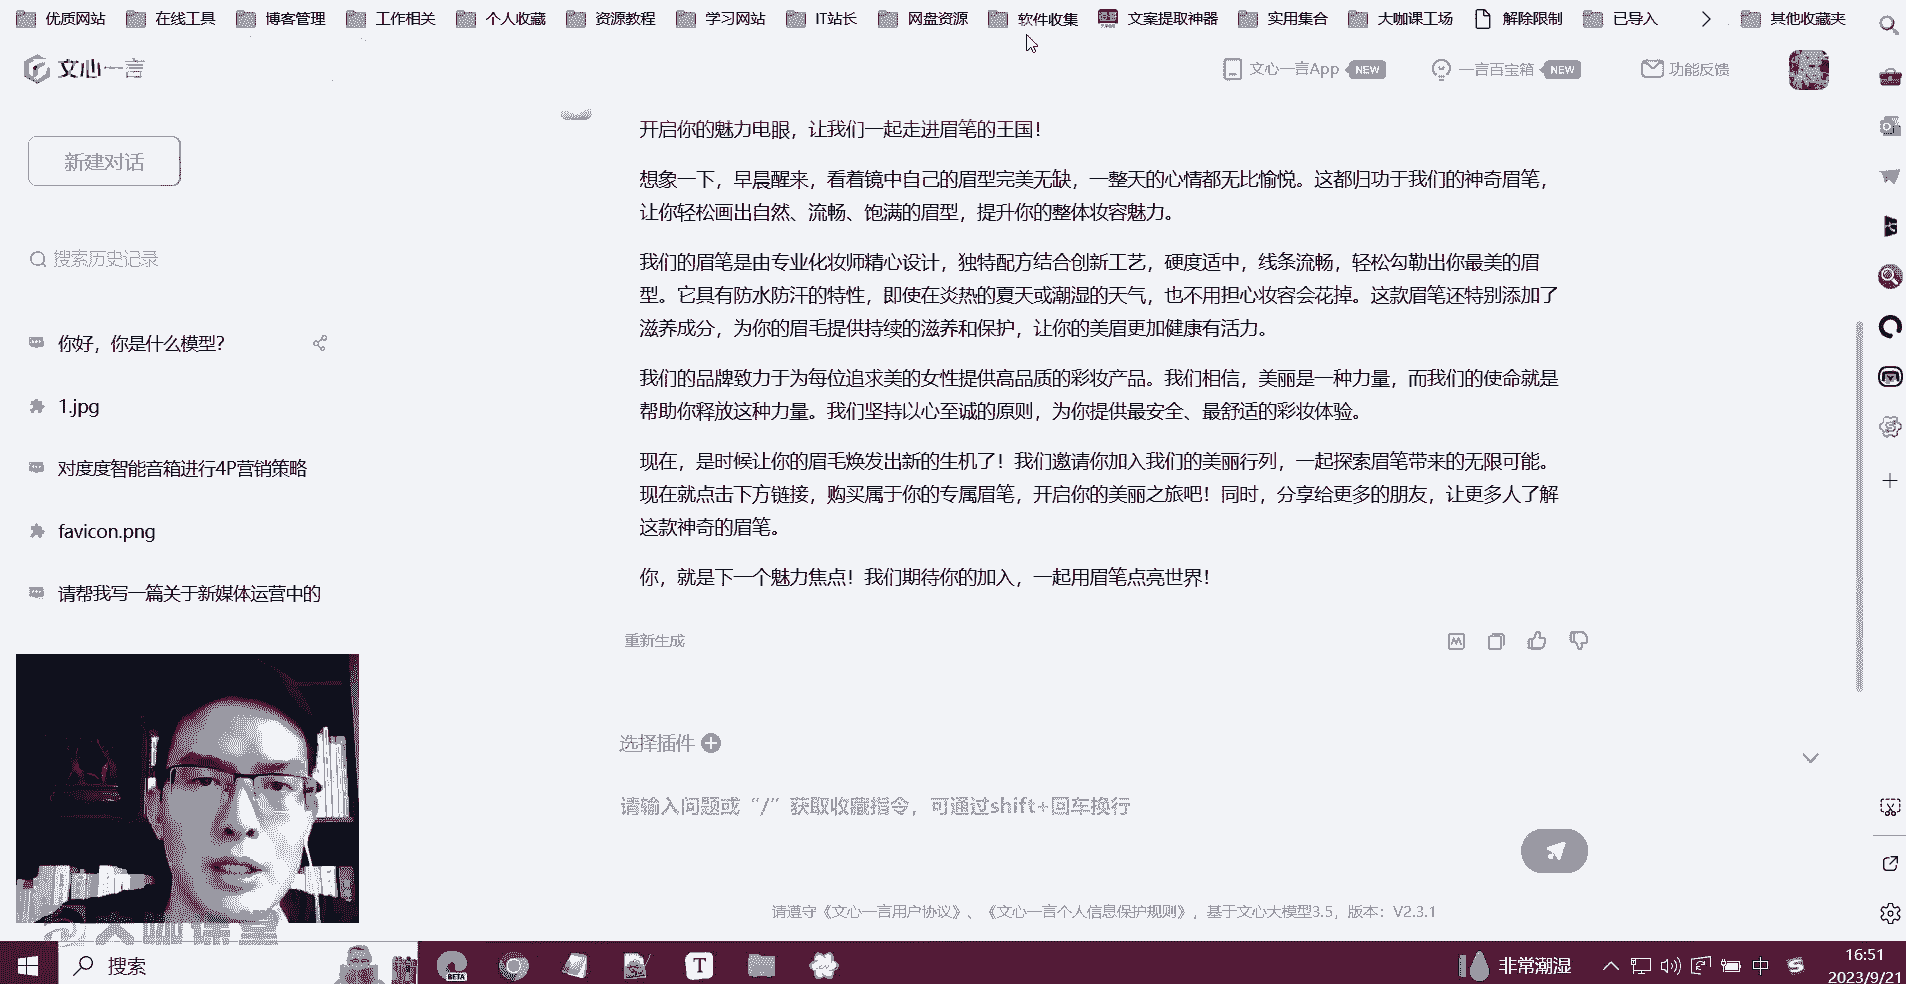 优质网站
在线工具
博客管理
工作相关
个人收藏
资源教程
学习网站
IT站长
网盘资源
软件收集
文案提取神器
实用集合
大咖课工场
解除限制
已导入
其他收藏夹
文心一言
文心一言App NEW
一言百宝箱 NEW
功能反馈
新建对话
搜索历史记录
你好，你是什么模型？
1.jpg
对度度智能音箱进行4P营销策略
favicon.png
请帮我写一篇关于新媒体运营中的
开启你的魅力电眼，让我们一起走进眉笔的王国！
想象一下，早晨醒来，看着镜中自己的眉型完美无缺，一整天的心情都无比愉悦。这都归功于我们的神奇眉笔，
让你轻松画出自然、流畅、饱满的眉型，提升你的整体妆容魅力。
我们的眉笔是由专业化妆师精心设计，独特配方结合创新工艺，硬度适中，线条流畅，轻松勾勒出你最美的眉
型。它具有防水防汗的特性，即使在炎热的夏天或潮湿的天气，也不用担心妆容会花掉。这款眉笔还特别添加了
滋养成分，为你的眉毛提供持续的滋养和保护，让你的美眉更加健康有活力。
我们的品牌致力于为每位追求美的女性提供高品质的彩妆产品。我们相信，美丽是一种力量，而我们的使命就是
帮助你释放这种力量。我们坚持以心至诚的原则，为你提供最安全、最舒适的彩妆体验。
现在，是时候让你的眉毛焕发出新的生机了！我们邀请你加入我们的美丽行列，一起探索眉笔带来的无限可能。
现在就点击下方链接，购买属于你的专属眉笔，开启你的美丽之旅吧！同时，分享给更多的朋友，让更多人了解
这款神奇的眉笔。
你，就是下一个魅力焦点！我们期待你的加入，一起用眉笔点亮世界！
重新生成
选择插件
请输入问题或“/”获取收藏指令，可通过shift+回车换行
请遵守《文心一言用户协议》、《文心一言个人信息保护规则》，基于文心大模型3.5，版本：V2.3.1
大咖课堂
搜索
BETA
T
非常潮湿
中
16:51
2023/9/21